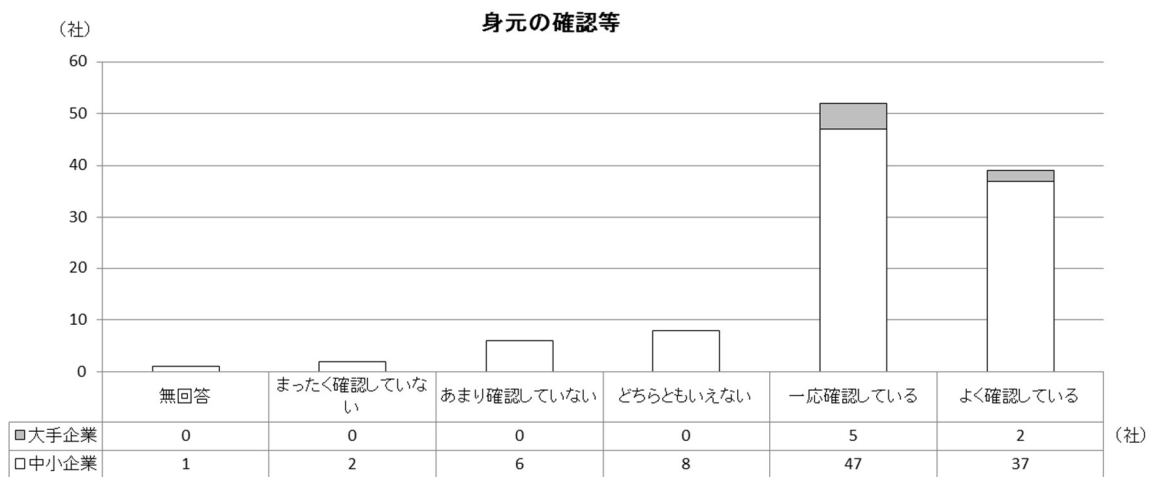 身元の確認等
（社）
60
50
40
30
20
10
0
無回答
まったく確認していな
い
あまり確認していない
どちらともいえない
一応確認している
よく確認している
大手企業 0 0 0 0 5 2 （社）
中小企業 1 2 6 8 47 37